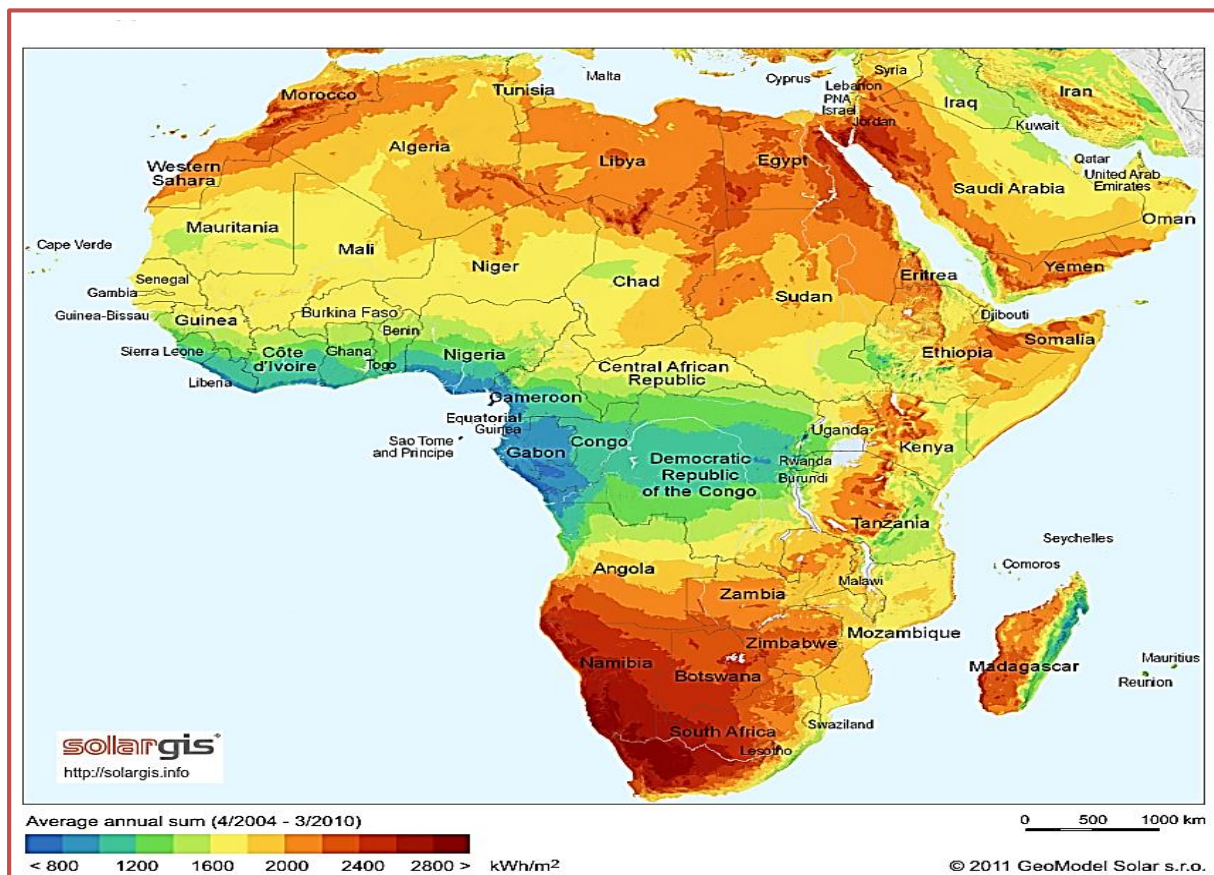 Malta
Cyprus
Syria
Lebanon
PNA
Israel
Jordan
Iraq
Iran
Kuwait
Morocco
Tunisia
Algeria
Libya
Egypt
Western
Sahara
Qatar
United Arab
Emirates
Saudi Arabia
Oman
Mauritania
Mali
Niger
Chad
Sudan
Eritrea
Yemen
Cape Verde
Senegal
Gambia
Guinea-Bissau
Guinea
Burkina Faso
Benin
Djibouti
Sierra Leone
Côte
d'Ivoire
Ghana
Togo
Nigeria
Central African
Republic
Ethiopia
Somalia
Liberia
Cameroon
Equatorial
Guinea
Sao Tome
and Principe
Gabon
Congo
Democratic
Republic
of the Congo
Uganda
Kenya
Rwanda
Burundi
Tanzania
Seychelles
Comoros
Angola
Zambia
Malawi
Mozambique
Zimbabwe
Namibia
Botswana
Madagascar
Mauritius
Reunion
South Africa
Swaziland
Lesotho
solargis
http://solargis.info
Average annual sum (4/2004 - 3/2010)
< 800 1200 1600 2000 2400 2800 > kWh/m²
0 500 1000 km
© 2011 GeoModel Solar s.r.o.